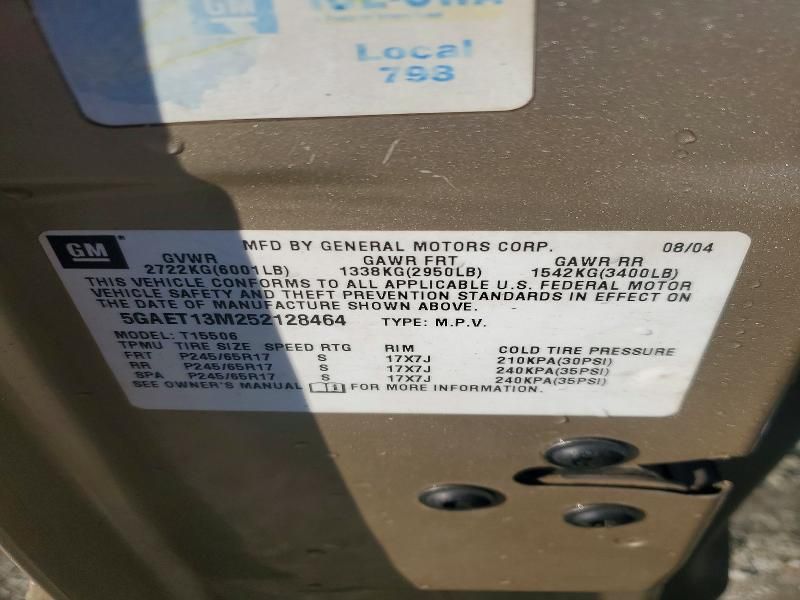 GM
Local
798
GM
MFD BY GENERAL MOTORS CORP. 08/04
GVWR GAWR FRT GAWR RR
2722KG(6001LB) 1338KG(2950LB) 1542KG(3400LB)
THIS VEHICLE CONFORMS TO ALL APPLICABLE U.S. FEDERAL MOTOR
VEHICLE SAFETY AND THEFT PREVENTION STANDARDS IN EFFECT ON
THE DATE OF MANUFACTURE SHOWN ABOVE.
5GAET13M252128464 TYPE: M.P.V.
MODEL: T15506
TPMU TIRE SIZE SPEED RTG RIM COLD TIRE PRESSURE
FRT P245/65R17 S 17X7J 210KPA(30PSI)
RR P245/65R17 S 17X7J 240KPA(35PSI)
SPA P245/65R17 S 17X7J 240KPA(35PSI)
SEE OWNER'S MANUAL FOR MORE INFORMATION.